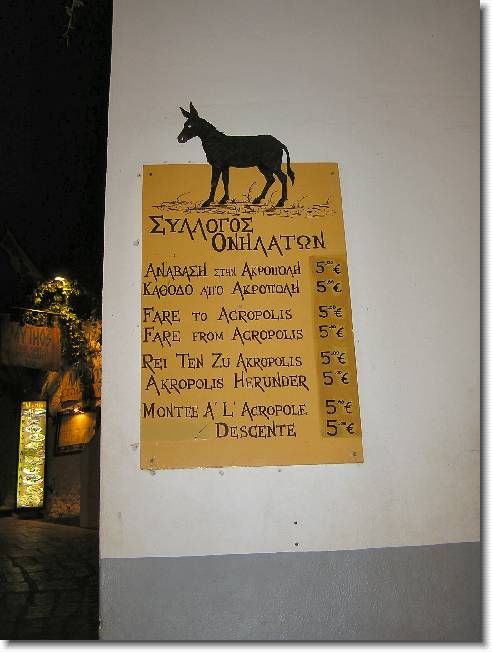 ΣΥΛΛΟΓΟΣ
ΟΝΗΛΑΤΩΝ
ΑΝΑΒΑΣΗ ΣΤΗΝ ΑΚΡΟΠΟΛΗ 5,00€
ΚΑΘΟΔΟ ΑΠΟ ΑΚΡΟΠΟΛΗ 5,00€
FARE TO ACROPOLIS 5,00€
FARE FROM ACROPOLIS 5,00€
REI TEN ZU AKROPOLIS 5,00€
AKROPOLIS HERUNDER 5,00€
MONTEE A' L' ACROPOLE. 5,00€
DESCENTE 5,00€